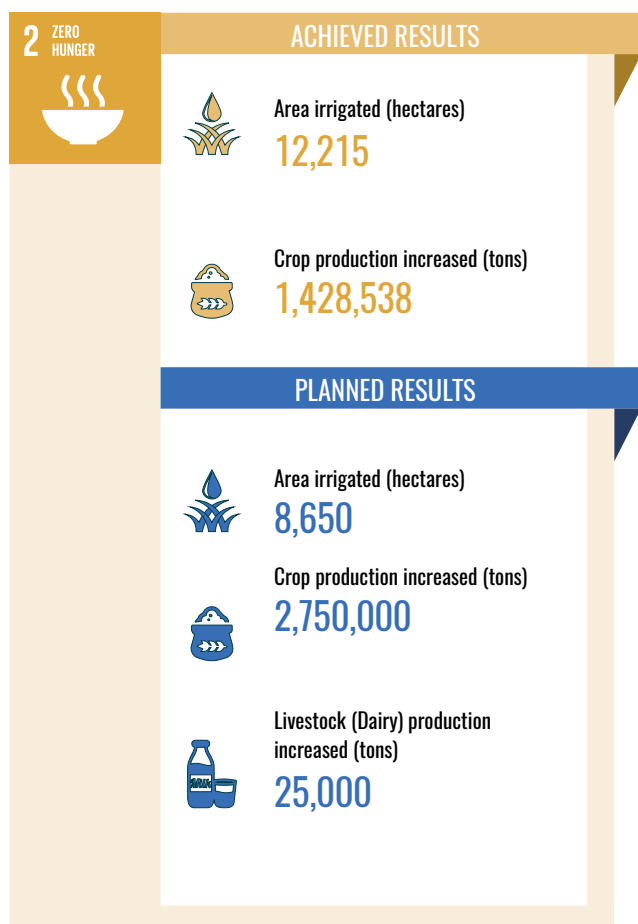 2 ZERO
HUNGER
ACHIEVED RESULTS
Area irrigated (hectares)
12,215
Crop production increased (tons)
1,428,538
PLANNED RESULTS
Area irrigated (hectares)
8,650
Crop production increased (tons)
2,750,000
Livestock (Dairy) production
increased (tons)
25,000
MILK